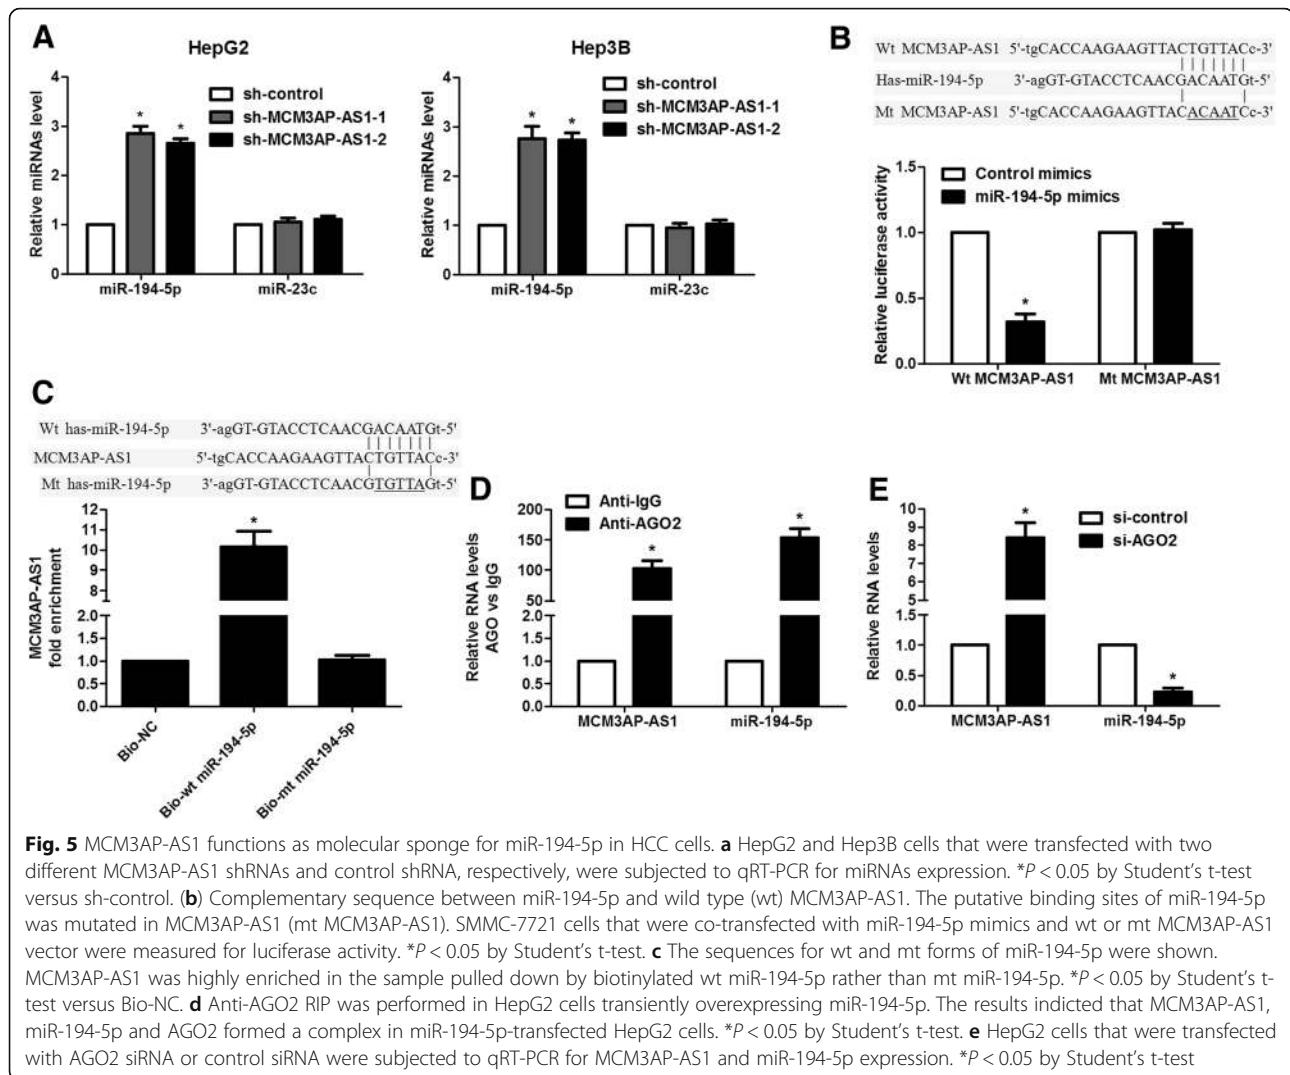 A
HepG2
Relative miRNAs level
4
3
2
1
0
sh-control
sh-MCM3AP-AS1-1
sh-MCM3AP-AS1-2
*
*
miR-194-5p
miR-23c
Hep3B
Relative miRNAs level
4
3
2
1
0
sh-control
sh-MCM3AP-AS1-1
sh-MCM3AP-AS1-2
*
*
miR-194-5p
miR-23c
B
Wt MCM3AP-AS1 5'-tgCACCAAGAAGTTACTGTTACc-3'
Has-miR-194-5p 3'-agGT-GTACCTCAACGACAATGt-5'
Mt MCM3AP-AS1 5'-tgCACCAAGAAGTTACACAATCc-3'
Relative luciferase activity
1.5
1.0
0.5
0.0
Control mimics
miR-194-5p mimics
*
Wt MCM3AP-AS1
Mt MCM3AP-AS1
C
Wt has-miR-194-5p 3'-agGT-GTACCTCAACGACAATGt-5'
MCM3AP-AS1 5'-tgCACCAAGAAGTTACTGTTACc-3'
Mt has-miR-194-5p 3'-agGT-GTACCTCAACGTGTTAGt-5'
MCM3AP-AS1
fold enrichment
12
11
10
9
8
2.0
1.5
1.0
0.5
0.0
*
Bio-NC
Bio-wt miR-194-5p
Bio-mt miR-194-5p
D
Relative RNA levels
AGO vs IgG
200
150
100
50
2.0
1.5
1.0
0.5
0.0
Anti-IgG
Anti-AGO2
*
*
MCM3AP-AS1
miR-194-5p
E
Relative RNA levels
10
9
8
7
6
5
1.5
1.0
0.5
0.0
si-control
si-AGO2
*
*
MCM3AP-AS1
miR-194-5p
Fig. 5 MCM3AP-AS1 functions as molecular sponge for miR-194-5p in HCC cells. a HepG2 and Hep3B cells that were transfected with two
different MCM3AP-AS1 shRNAs and control shRNA, respectively, were subjected to qRT-PCR for miRNAs expression. *P < 0.05 by Student's t-test
versus sh-control. (b) Complementary sequence between miR-194-5p and wild type (wt) MCM3AP-AS1. The putative binding sites of miR-194-5p
was mutated in MCM3AP-AS1 (mt MCM3AP-AS1). SMMC-7721 cells that were co-transfected with miR-194-5p mimics and wt or mt MCM3AP-AS1
vector were measured for luciferase activity. *P < 0.05 by Student's t-test. c The sequences for wt and mt forms of miR-194-5p were shown.
MCM3AP-AS1 was highly enriched in the sample pulled down by biotinylated wt miR-194-5p rather than mt miR-194-5p. *P < 0.05 by Student's t-
test versus Bio-NC. d Anti-AGO2 RIP was performed in HepG2 cells transiently overexpressing miR-194-5p. The results indicted that MCM3AP-AS1,
miR-194-5p and AGO2 formed a complex in miR-194-5p-transfected HepG2 cells. *P < 0.05 by Student's t-test. e HepG2 cells that were transfected
with AGO2 siRNA or control siRNA were subjected to qRT-PCR for MCM3AP-AS1 and miR-194-5p expression. *P < 0.05 by Student's t-test